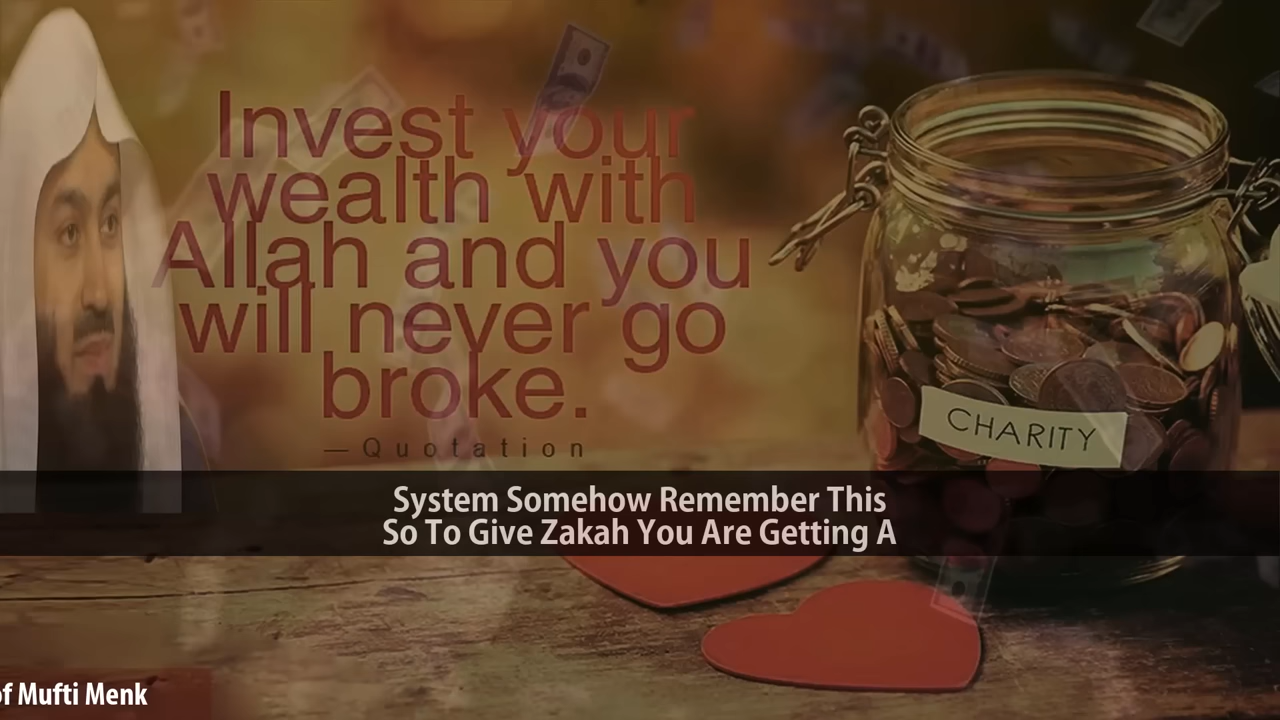 Invest your
wealth with
Allah and you
will never go
broke.
—Quotation
CHARITY
System Somehow Remember This
So To Give Zakah You Are Getting A
of Mufti Menk